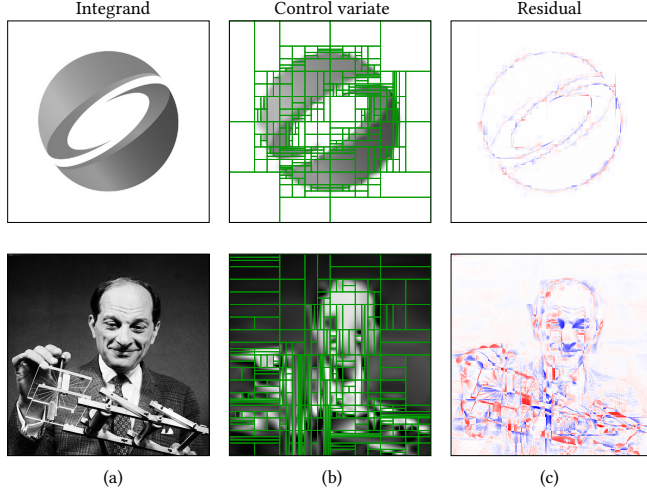 Integrand Control variate Residual
(a) (b) (c)